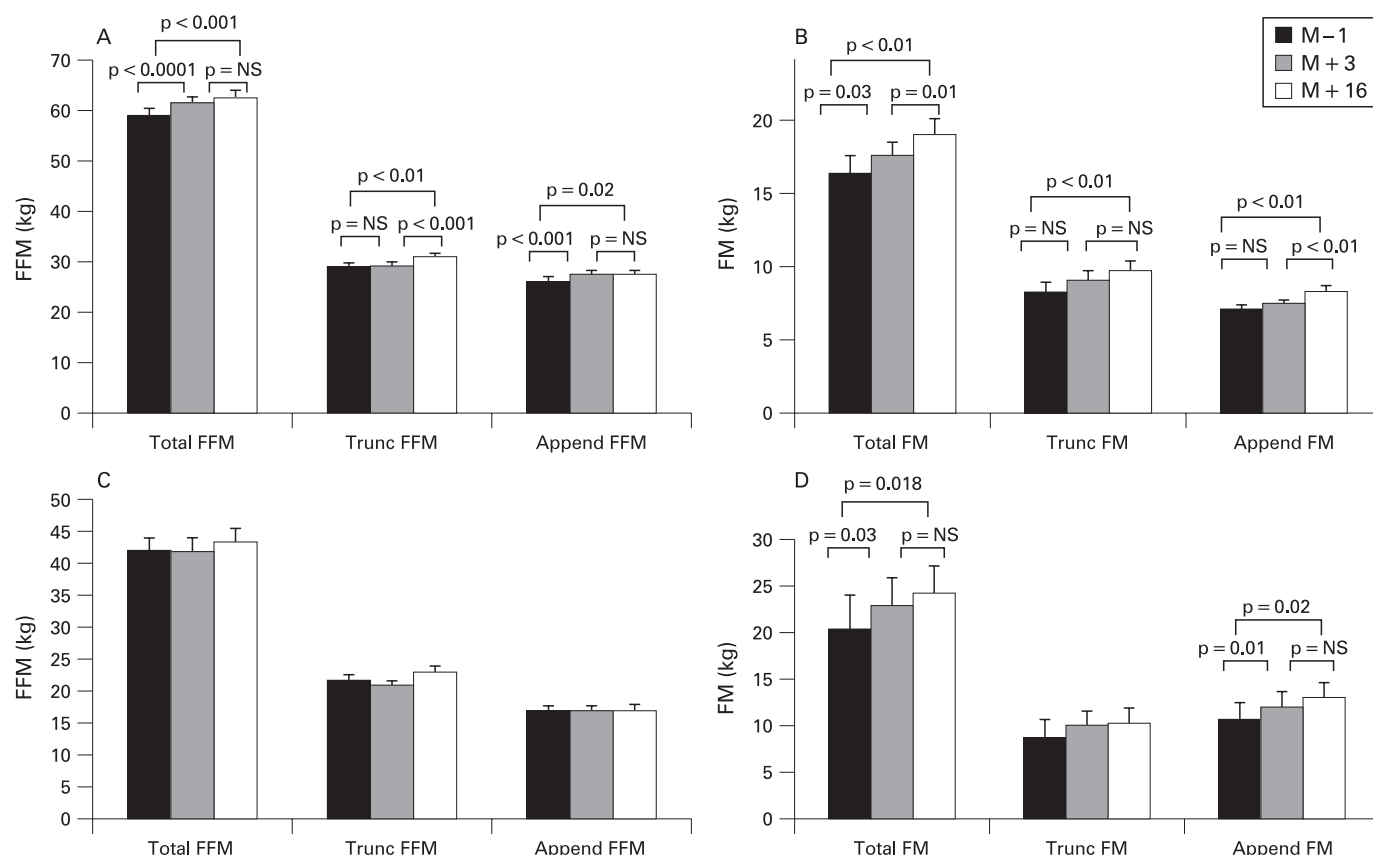 A
p < 0.001
p < 0.0001
p = NS
p < 0.01
p = NS
p < 0.001
p = 0.02
p < 0.001
p = NS
FFM (kg)
70
60
50
40
30
20
10
0
Total FFM
Trunc FFM
Append FFM
B
M – 1
M + 3
M + 16
p < 0.01
p = 0.03
p = 0.01
p < 0.01
p = NS
p = NS
p < 0.01
p = NS
p < 0.01
FM (kg)
20
15
10
5
0
Total FM
Trunc FM
Append FM
C
FFM (kg)
50
45
40
35
30
25
20
15
10
5
0
Total FFM
Trunc FFM
Append FFM
D
p = 0.018
p = 0.03
p = NS
p = 0.02
p = 0.01
p = NS
FM (kg)
30
25
20
15
10
5
0
Total FM
Trunc FM
Append FM